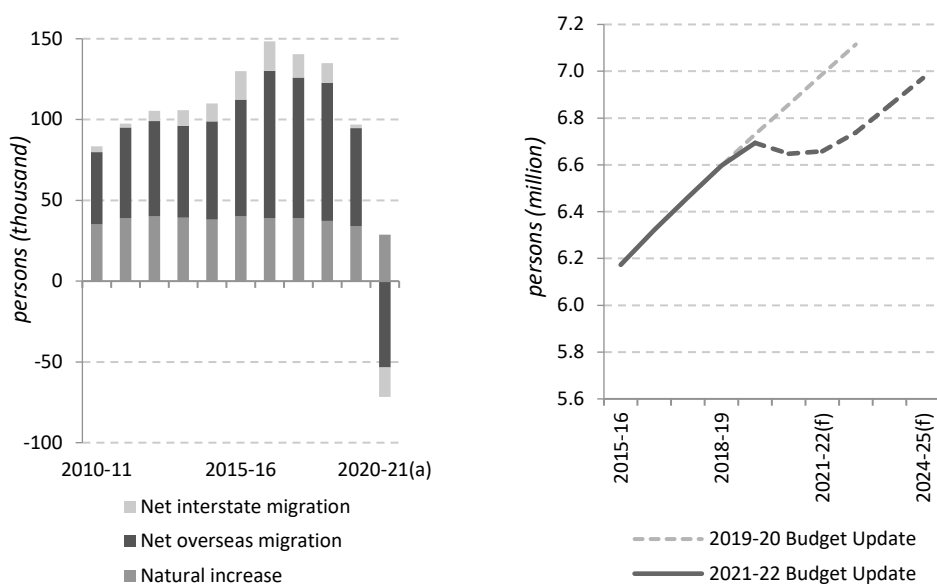 persons (thousand)
150
100
50
0
-50
-100
2010-11
2015-16
2020-21(a)
Net interstate migration
Net overseas migration
Natural increase
persons (million)
7.2
7.0
6.8
6.6
6.4
6.2
6.0
5.8
5.6
2015-16
2018-19
2021-22(f)
2024-25(f)
2019-20 Budget Update
2021-22 Budget Update